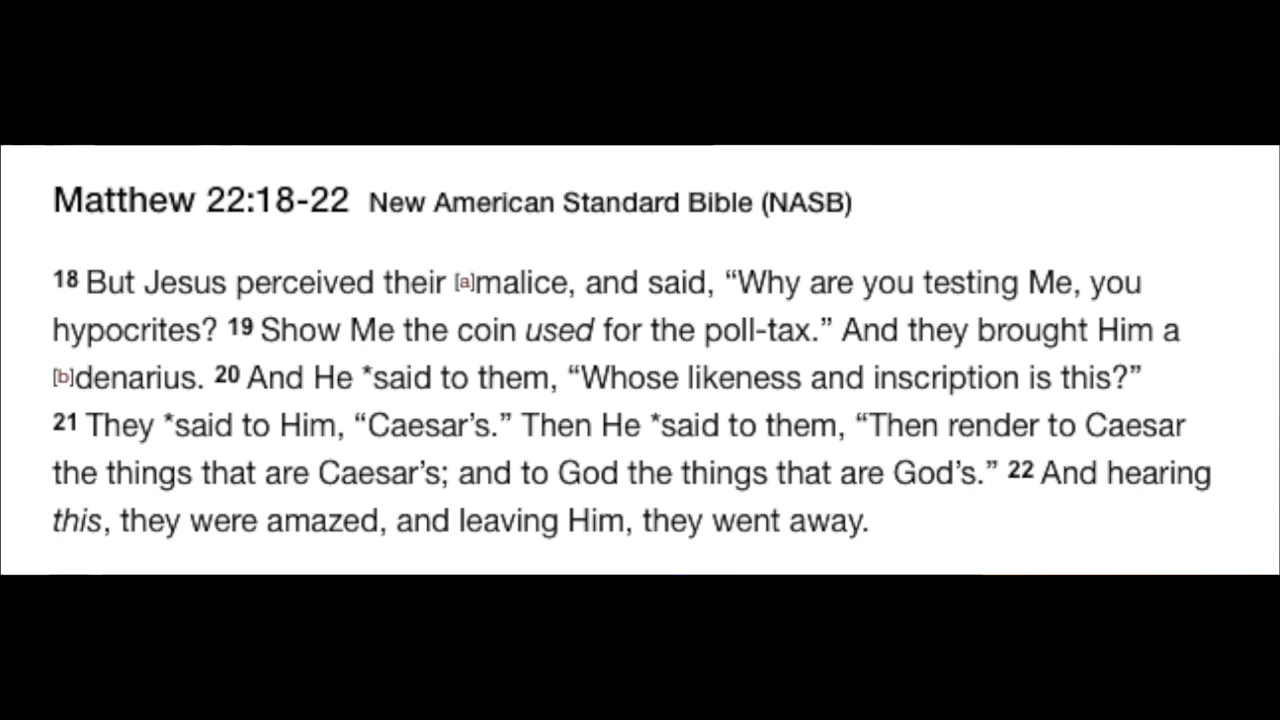 Matthew 22:18-22 New American Standard Bible (NASB)
18 But Jesus perceived their [a]malice, and said, “Why are you testing Me, you
hypocrites? 19 Show Me the coin used for the poll-tax.” And they brought Him a
[b]denarius. 20 And He *said to them, “Whose likeness and inscription is this?”
21 They *said to Him, “Caesar’s.” Then He *said to them, “Then render to Caesar
the things that are Caesar’s; and to God the things that are God’s.” 22 And hearing
this, they were amazed, and leaving Him, they went away.